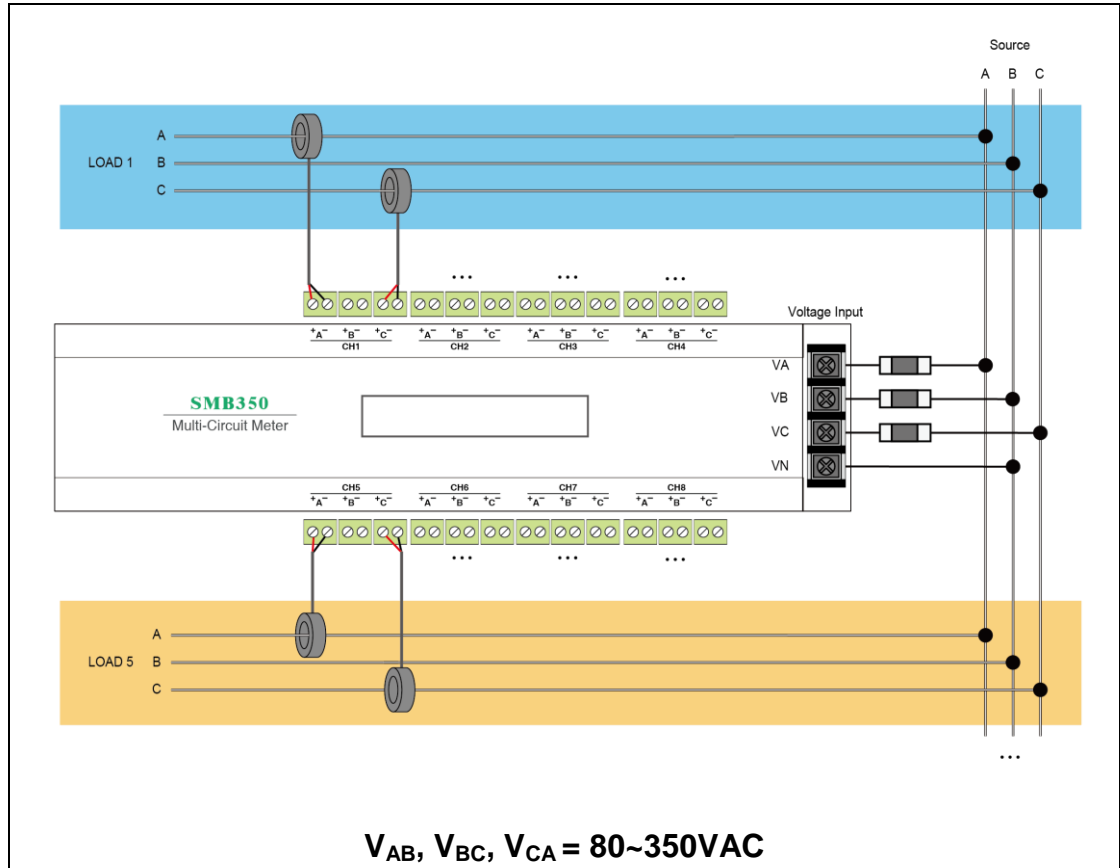 Source
A B C
A
LOAD 1 B
C
... ... ...
Voltage Input
+A− +B− +C− +A− +B− +C− +A− +B− +C− +A− +B− +C−
CH1 CH2 CH3 CH4
VA
SMB350
VB
Multi-Circuit Meter
VC
VN
CH5 CH6 CH7 CH8
+A− +B− +C− +A− +B− +C− +A− +B− +C− +A− +B− +C−
... ... ...
A
LOAD 5 B
C
...
VAB, VBC, VCA = 80~350VAC